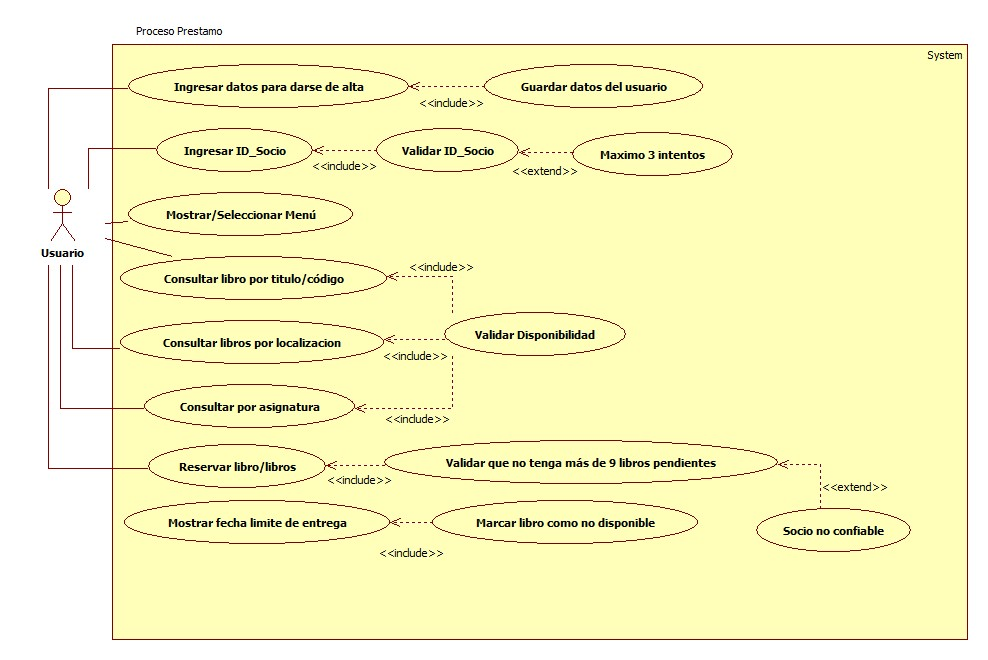 Proceso Prestamo
System
Ingresar datos para darse de alta
Guardar datos del usuario
<<include>>
Ingresar ID_Socio
Validar ID_Socio
Maximo 3 intentos
<<include>>
<<extend>>
Mostrar/Seleccionar Menú
Usuario
Consultar libro por titulo/código
<<include>>
Validar Disponibilidad
Consultar libros por localizacion
<<include>>
Consultar por asignatura
<<include>>
Reservar libro/libros
Validar que no tenga más de 9 libros pendientes
<<include>>
<<extend>>
Mostrar fecha limite de entrega
Marcar libro como no disponible
Socio no confiable
<<include>>